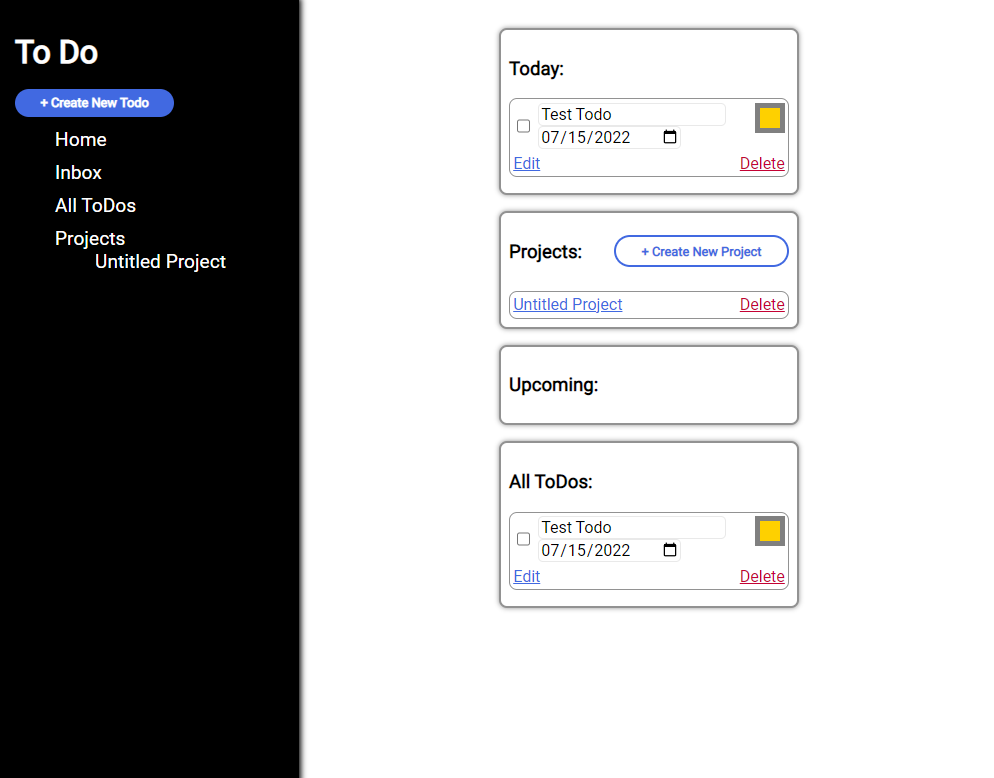 To Do
+ Create New Todo
Home
Inbox
All ToDos
Projects
Untitled Project
Today:
Test Todo
07/15/2022
Edit Delete
Projects: + Create New Project
Untitled Project Delete
Upcoming:
All ToDos:
Test Todo
07/15/2022
Edit Delete